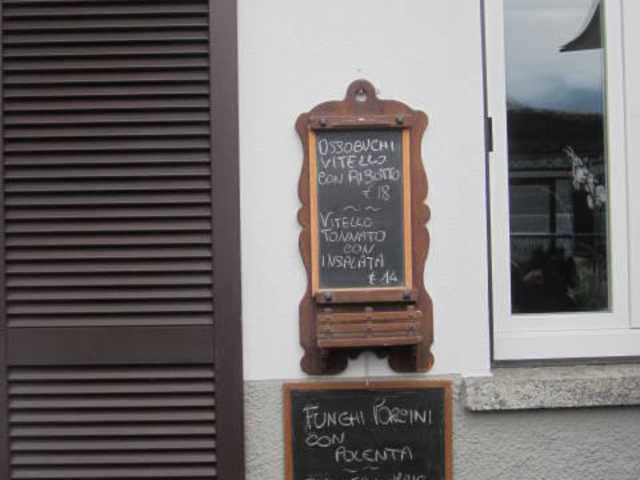 OSSOBUCHI
VITELLO
CON RISOTTO
€ 18
VITELLO
TONNATO
CON
INSALATA
€ 14
FUNGHI PORCINI
CON
POLENTA